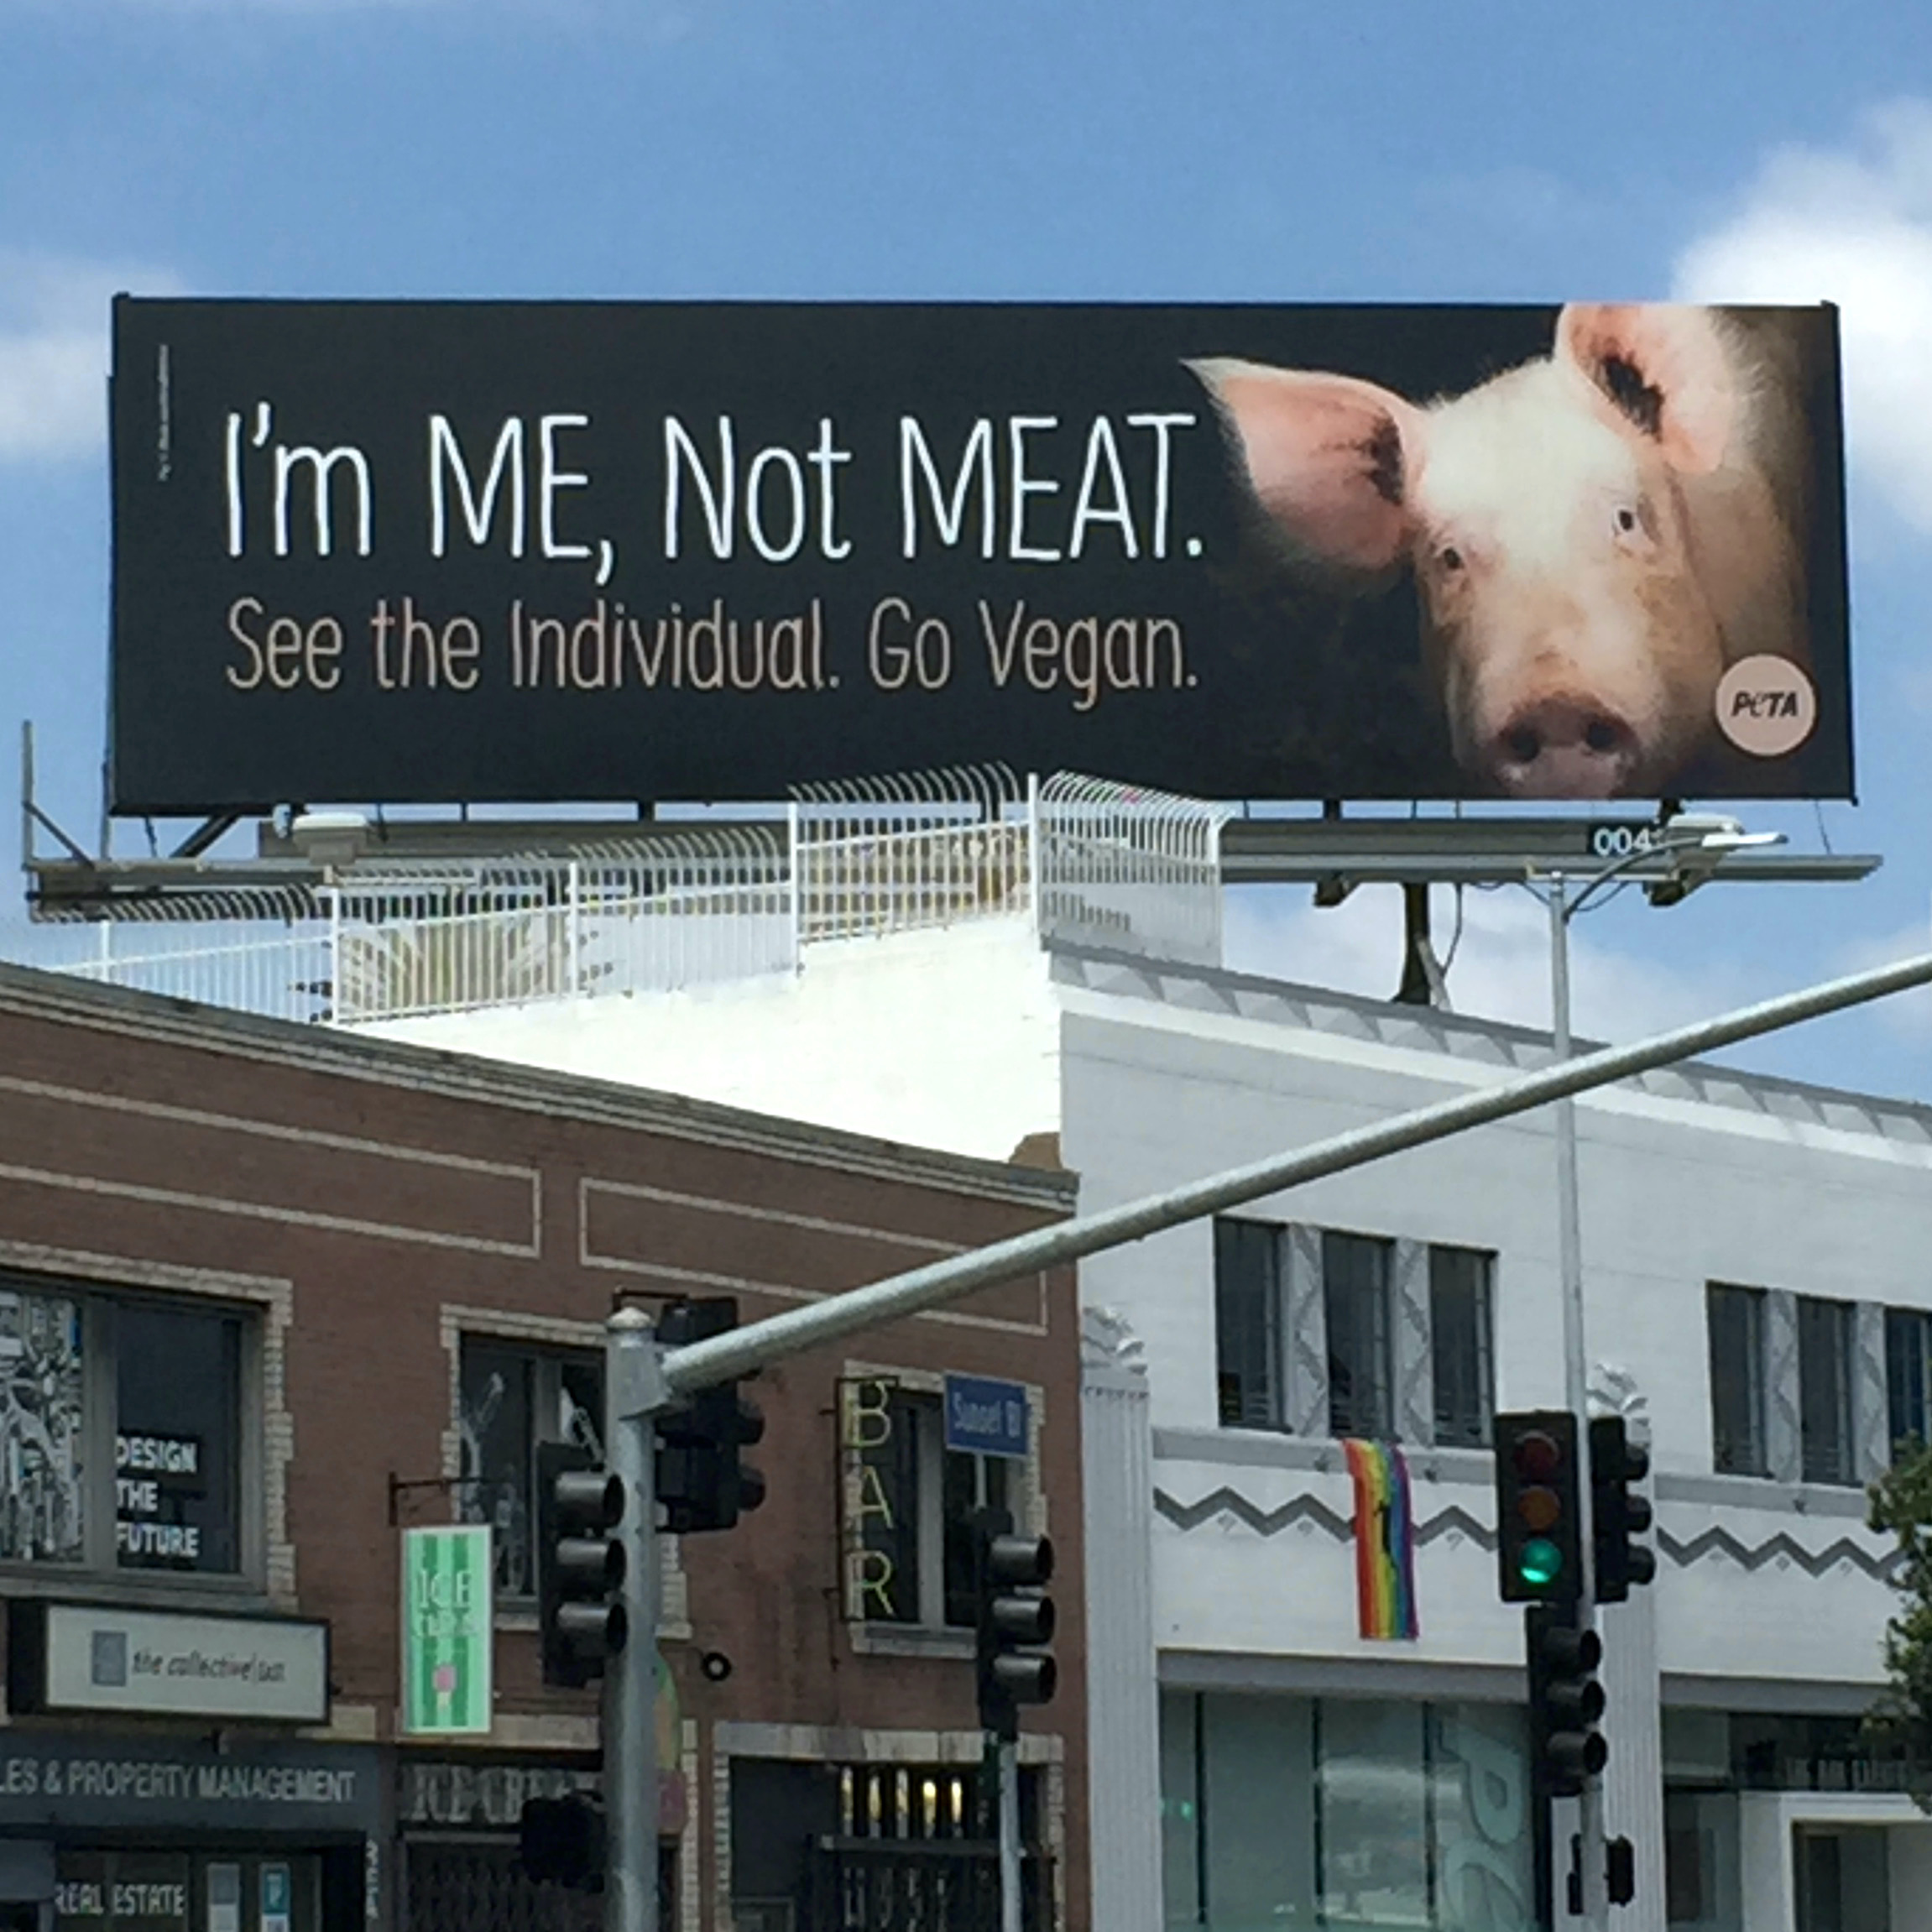 I'm ME, Not MEAT.
See the Individual. Go Vegan.
PETA
004
DESIGN
THE
FUTURE
BAR
Sunset Bl
ICE
the collective
LES & PROPERTY MANAGEMENT
REAL ESTATE